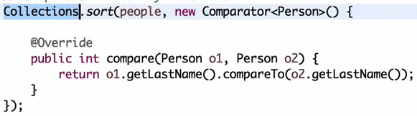 Collections.sort(people, new Comparator<Person>() {
@Override
public int compare(Person o1, Person o2) {
return o1.getLastName().compareTo(o2.getLastName());
}
});